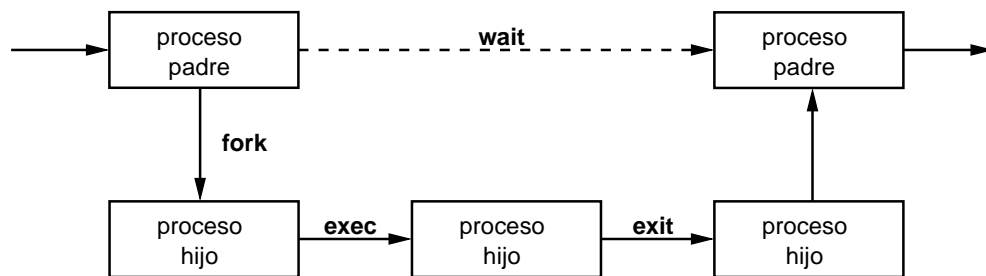 proceso
padre
wait
proceso
padre
fork
proceso
hijo
exec
proceso
hijo
exit
proceso
hijo